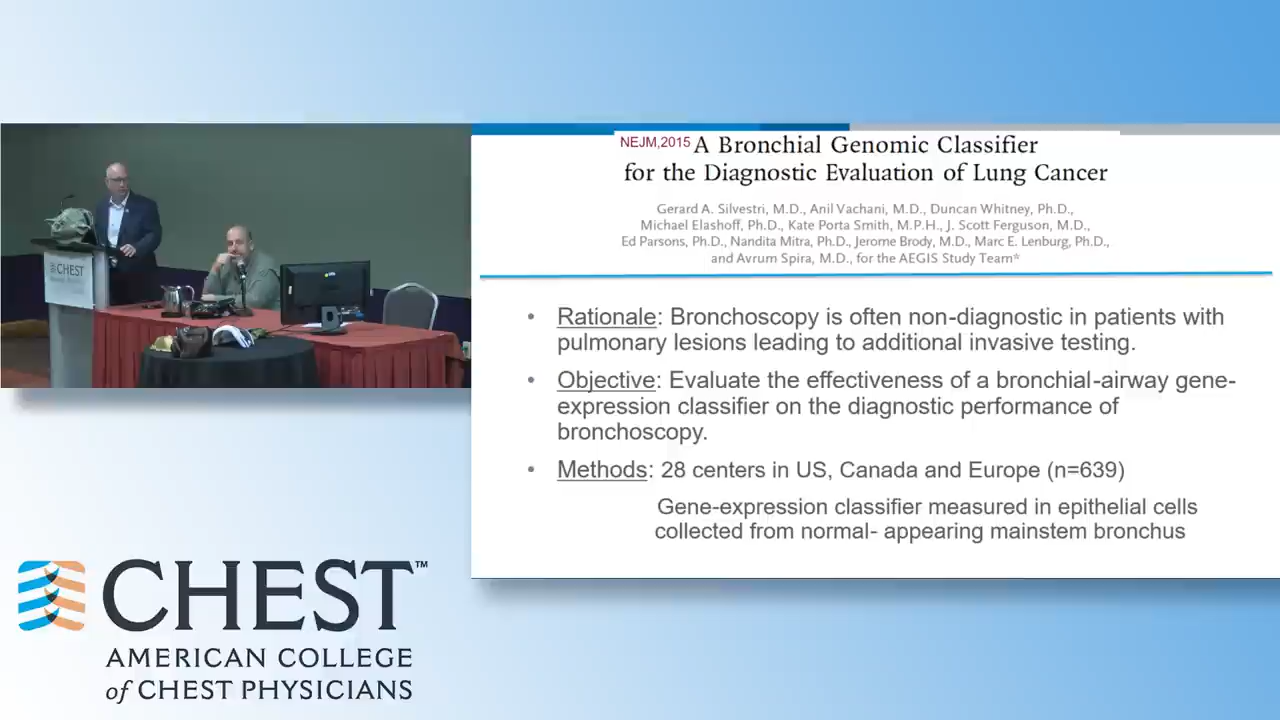 CHEST
NEJM,2015 A Bronchial Genomic Classifier
for the Diagnostic Evaluation of Lung Cancer
Gerard A. Silvestri, M.D., Anil Vachani, M.D., Duncan Whitney, Ph.D.,
Michael Elashoff, Ph.D., Kate Porta Smith, M.P.H., J. Scott Ferguson, M.D.,
Ed Parsons, Ph.D., Nandita Mitra, Ph.D., Jerome Brody, M.D., Marc E. Lenburg, Ph.D.,
and Avrum Spira, M.D., for the AEGIS Study Team*
• Rationale: Bronchoscopy is often non-diagnostic in patients with
pulmonary lesions leading to additional invasive testing.
• Objective: Evaluate the effectiveness of a bronchial-airway gene-
expression classifier on the diagnostic performance of
bronchoscopy.
• Methods: 28 centers in US, Canada and Europe (n=639)
Gene-expression classifier measured in epithelial cells
collected from normal- appearing mainstem bronchus
CHEST™
AMERICAN COLLEGE
of CHEST PHYSICIANS